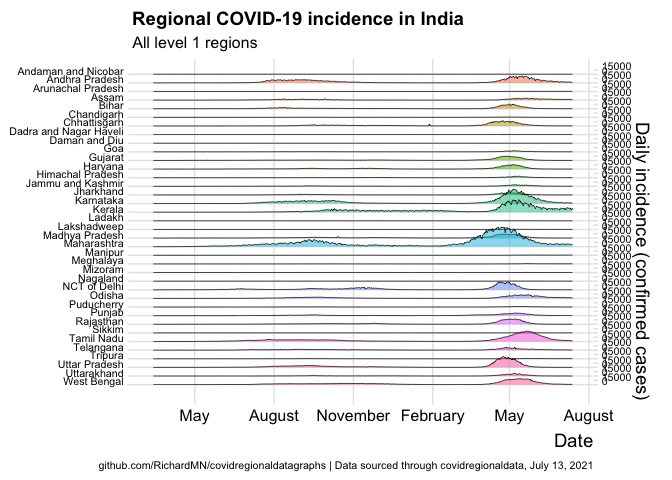 Regional COVID-19 incidence in India
All level 1 regions
Andaman and Nicobar
Andhra Pradesh
Arunachal Pradesh
Assam
Bihar
Chandigarh
Chhattisgarh
Dadra and Nagar Haveli
Daman and Diu
Goa
Gujarat
Haryana
Himachal Pradesh
Jammu and Kashmir
Jharkhand
Karnataka
Kerala
Ladakh
Lakshadweep
Madhya Pradesh
Maharashtra
Manipur
Meghalaya
Mizoram
Nagaland
NCT of Delhi
Odisha
Puducherry
Punjab
Rajasthan
Sikkim
Tamil Nadu
Telangana
Tripura
Uttar Pradesh
Uttarakhand
West Bengal
15000
Daily incidence (confirmed cases)
May August November February May August
Date
github.com/RichardMN/covidregionaldatagraphs | Data sourced through covidregionaldata, July 13, 2021